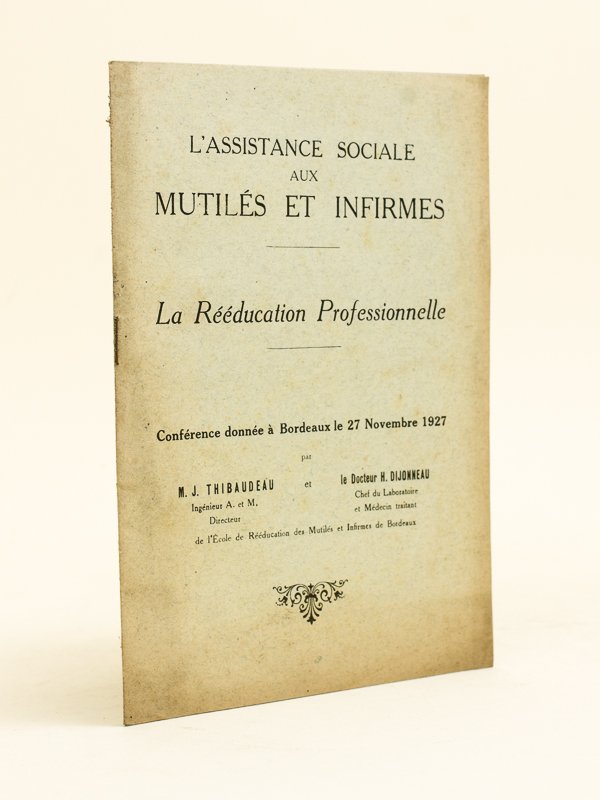 L'ASSISTANCE SOCIALE
AUX
MUTILÉS ET INFIRMES
La Rééducation Professionnelle
Conférence donnée à Bordeaux le 27 Novembre 1927
par
M. J. THIBAUDEAU et le Docteur H. DIJONNEAU
Ingénieur A. et M. Chef du Laboratoire
Directeur et Médecin traitant
de l'École de Rééducation des Mutilés et Infirmes de Bordeaux